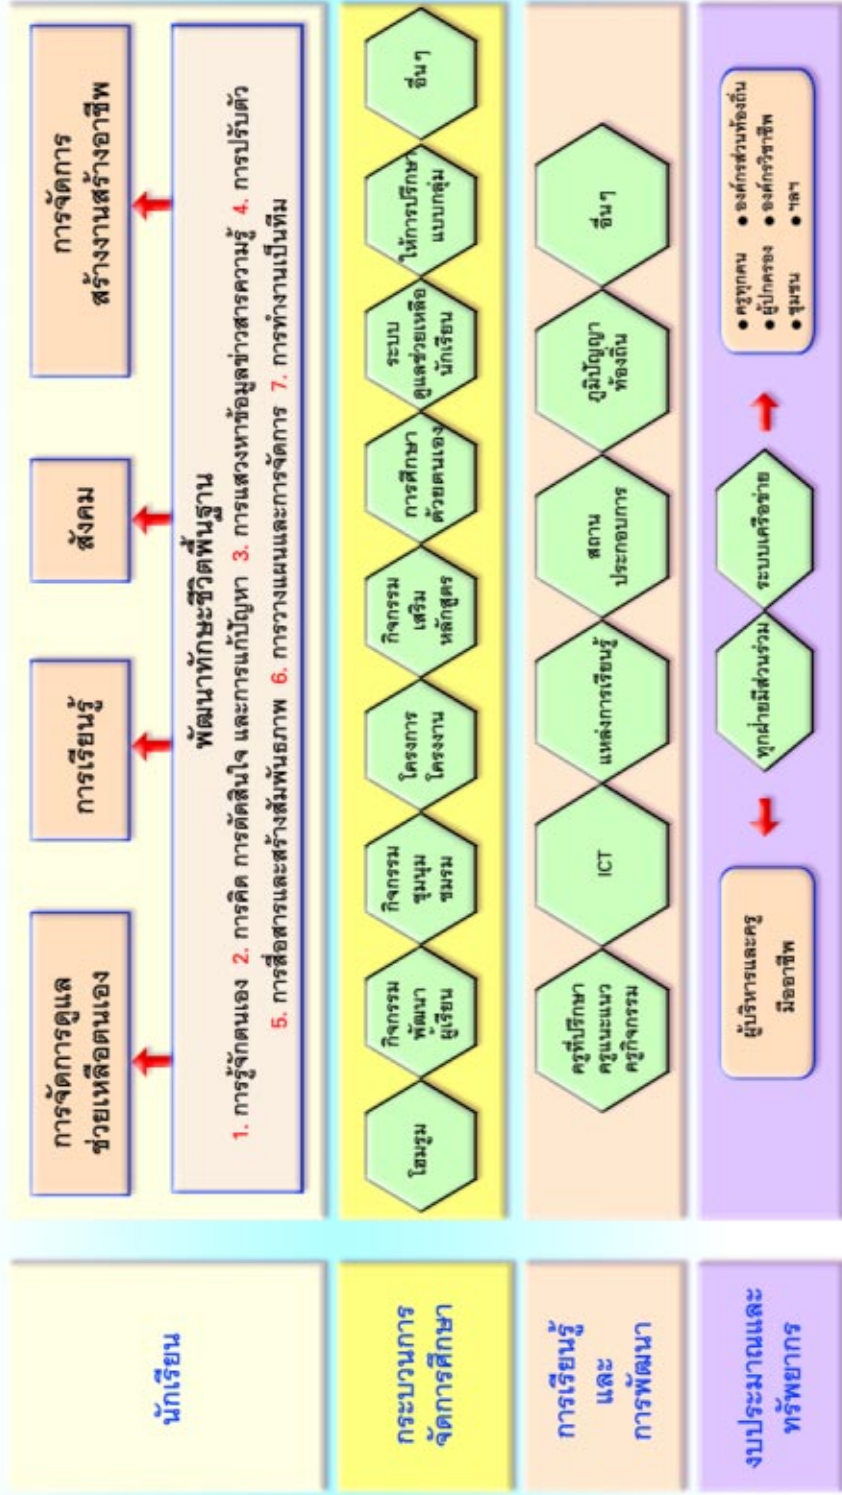 นักเรียน
การจัดการดูแล
ช่วยเหลือตนเอง
การเรียนรู้
สังคม
การจัดการ
สร้างงานสร้างอาชีพ
พัฒนาทักษะชีวิตพื้นฐาน
1. การรู้จักตนเอง 2. การคิด การตัดสินใจ และการแก้ปัญหา 3. การแสวงหาข้อมูลข่าวสารความรู้ 4. การปรับตัว
5. การสื่อสารและสร้างสัมพันธภาพ 6. การวางแผนและการจัดการ 7. การทำงานเป็นทีม
กระบวนการ
จัดการศึกษา
โฮมรูม
กิจกรรม
พัฒนา
ผู้เรียน
กิจกรรม
ชุมนุม
ชมรม
โครงการ
โครงงาน
กิจกรรม
เสริม
หลักสูตร
การศึกษา
ด้วยตนเอง
ระบบ
ดูแลช่วยเหลือ
นักเรียน
ให้การปรึกษา
แบบกลุ่ม
อื่นๆ
การเรียนรู้
และ
การพัฒนา
ครูที่ปรึกษา
ครูแนะแนว
ครูกิจกรรม
ICT
แหล่งการเรียนรู้
สถาน
ประกอบการ
ภูมิปัญญา
ท้องถิ่น
อื่นๆ
งบประมาณและ
ทรัพยากร
ผู้บริหารและครู
มืออาชีพ
ทุกฝ่ายมีส่วนร่วม
ระบบเครือข่าย
● ครูทุกคน ● องค์กรส่วนท้องถิ่น
● ผู้ปกครอง ● องค์กรวิชาชีพ
● ชุมชน ● ฯลฯ